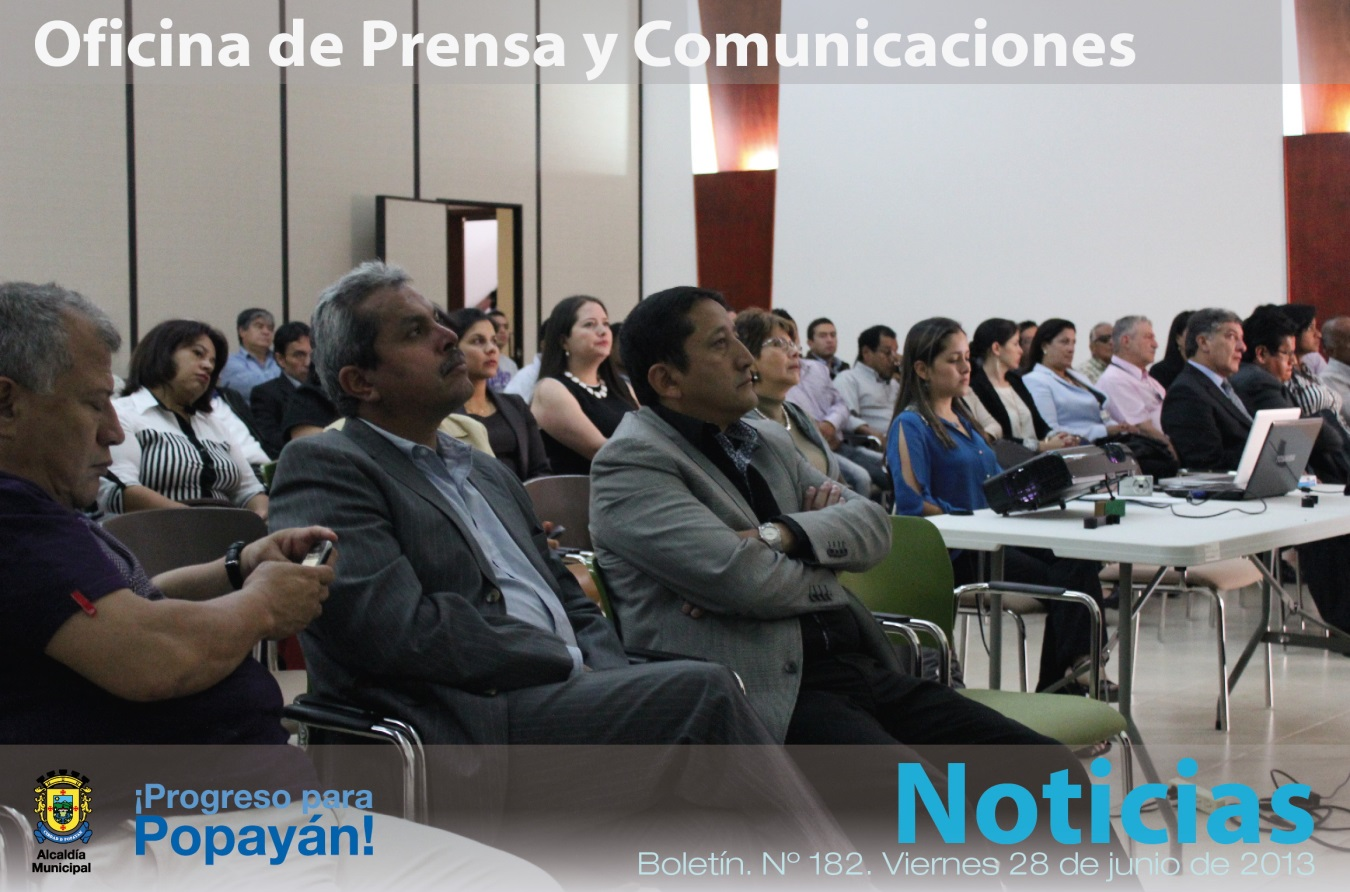 Oficina de Prensa y Comunicaciones
¡Progreso para
Popayán!
Alcaldía
Municipal
Noticias
Boletín. Nº 182. Viernes 28 de junio de 2013